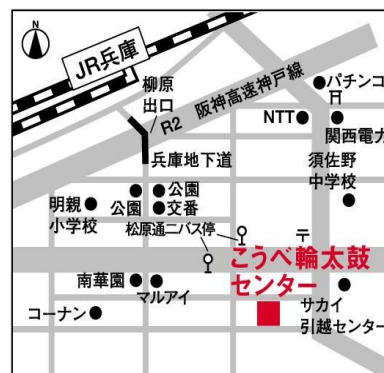 N
JR兵庫
柳原
出口
R2 阪神高速神戸線
パチンコ
NTT
関西電力
兵庫地下道
須佐野
中学校
公園
明親
小学校
公園
交番
松原通二バス停
〒
こうべ輪太鼓
センター
南華園
マルアイ
サカイ
引越センター
コーナン